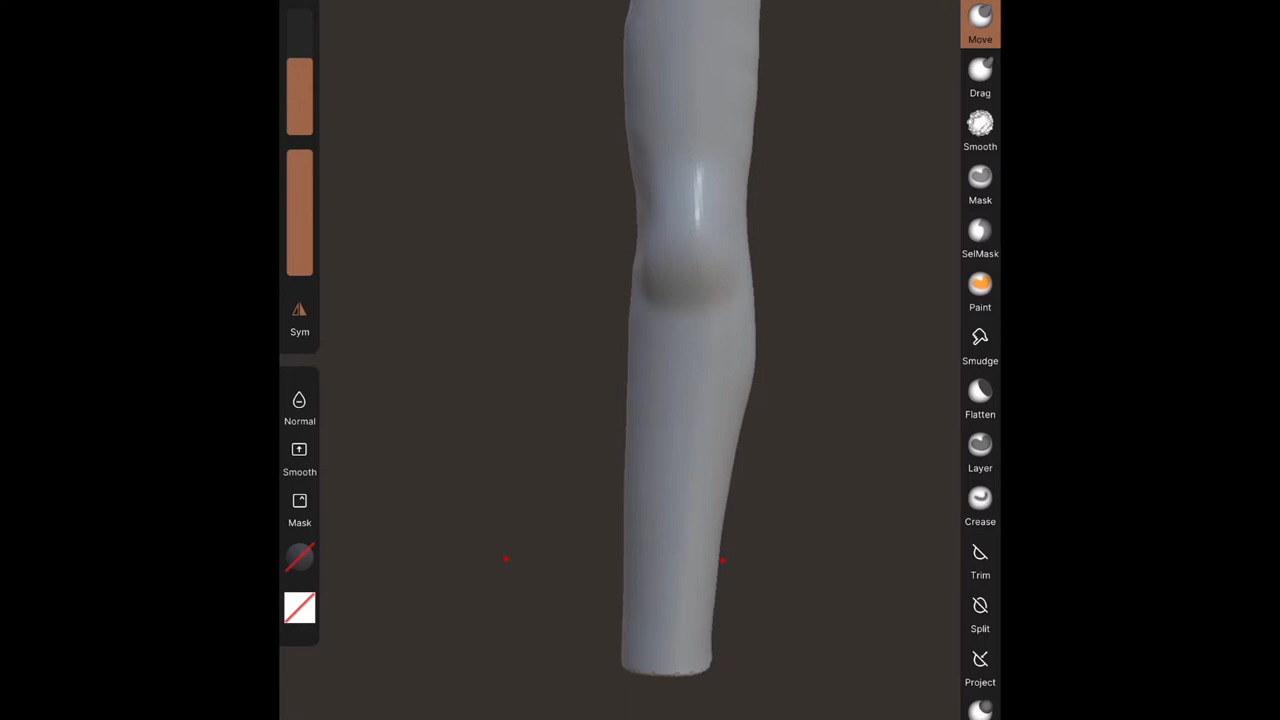 Sym
Normal
Smooth
Mask
Move
Drag
Smooth
Mask
SelMask
Paint
Smudge
Flatten
Layer
Crease
Trim
Split
Project